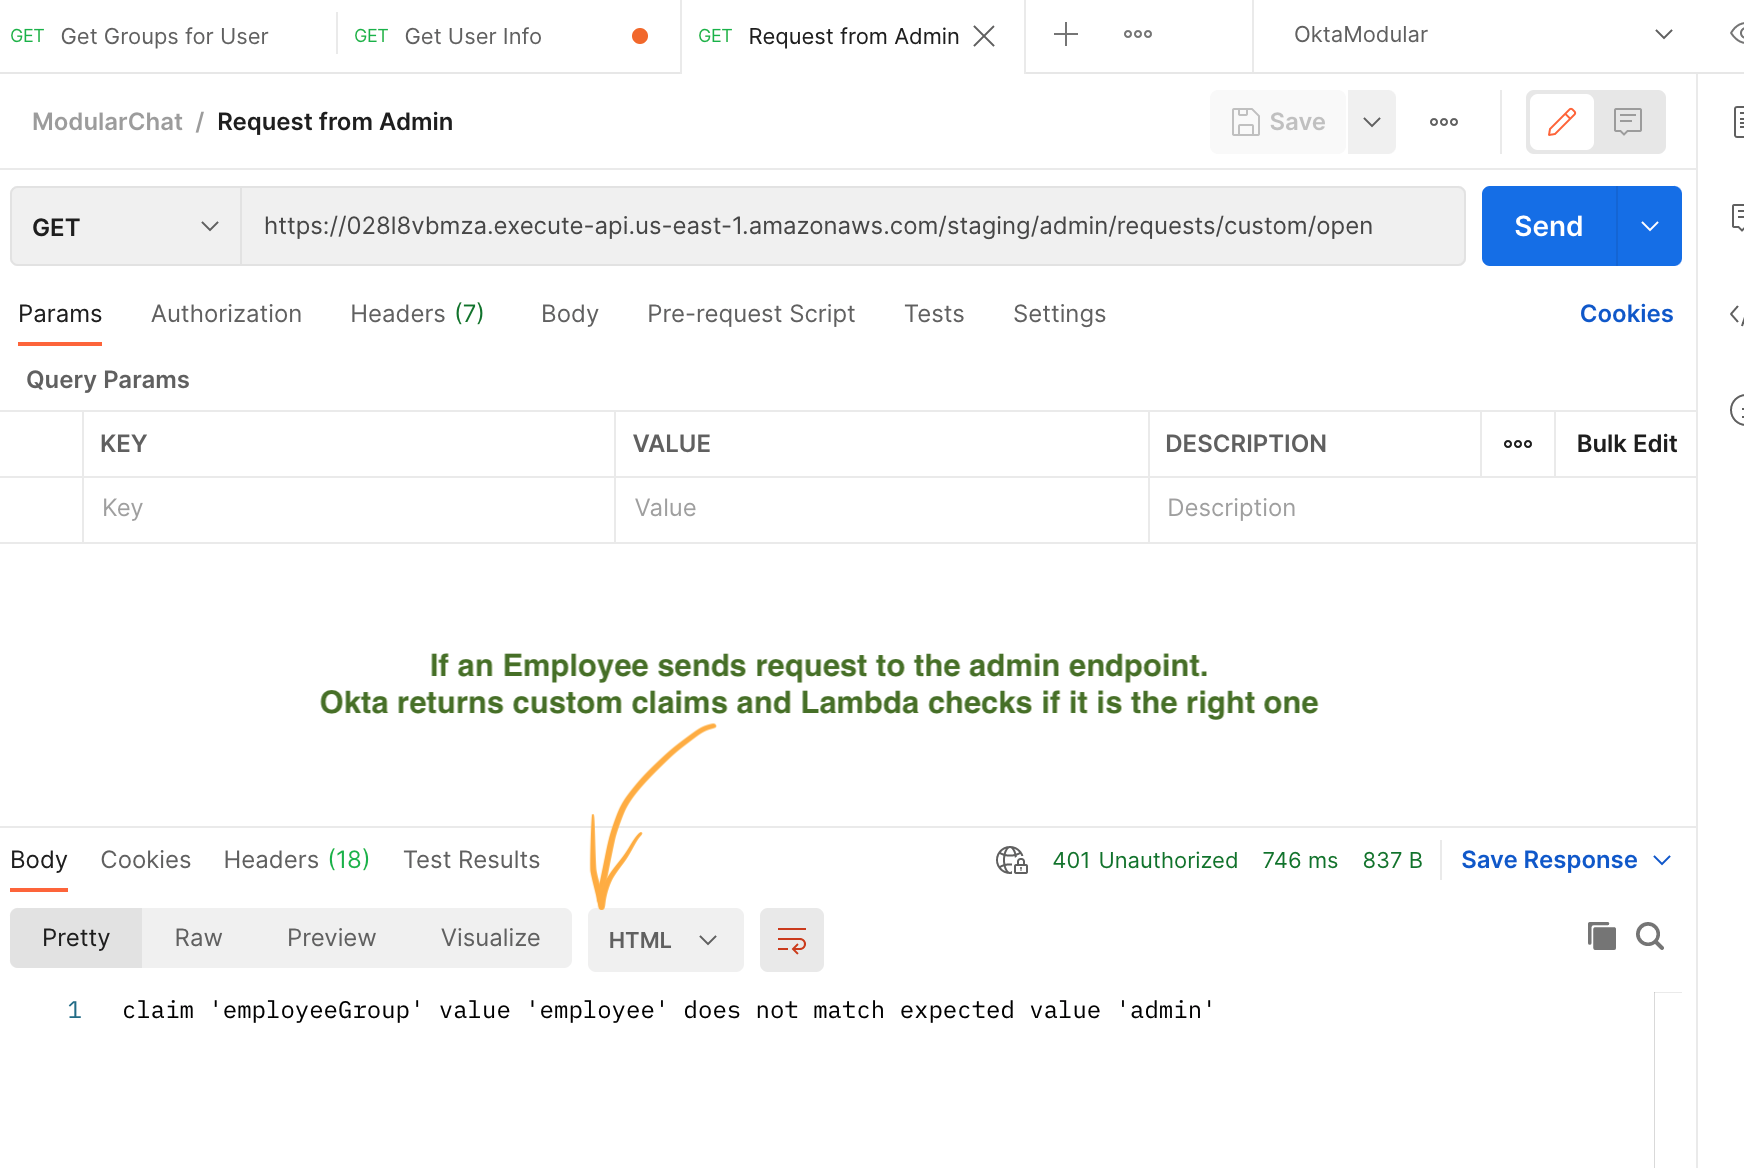 GET Get Groups for User GET Get User Info GET Request from Admin OktaModular
ModularChat / Request from Admin Save
GET https://028l8vbmza.execute-api.us-east-1.amazonaws.com/staging/admin/requests/custom/open Send
Params Authorization Headers (7) Body Pre-request Script Tests Settings Cookies
Query Params
KEY VALUE DESCRIPTION Bulk Edit
Key Value Description
If an Employee sends request to the admin endpoint.
Okta returns custom claims and Lambda checks if it is the right one
Body Cookies Headers (18) Test Results 401 Unauthorized 746 ms 837 B Save Response
Pretty Raw Preview Visualize HTML
1 claim 'employeeGroup' value 'employee' does not match expected value 'admin'